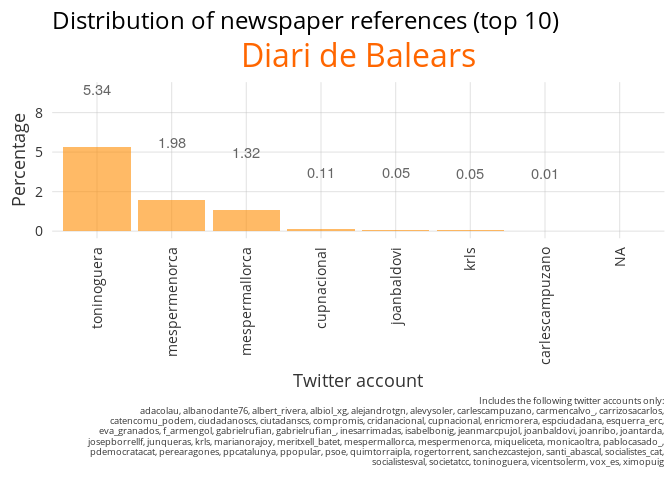 Distribution of newspaper references (top 10)
Diari de Balears
5.34
1.98
1.32
0.11
0.05
0.05
0.01
Percentage
8
5
2
0
toninoguera
mespermenorca
mespermallorca
cupnacional
joanbaldovi
krls
carlescampuzano
NA
Twitter account
Includes the following twitter accounts only:
adacolau, albanodante76, albert_rivera, albiol_xg, alejandrotgn, alevysoler, carlescampuzano, carmencalvo_, carrizosacarlos,
catencomu_podem, ciudadanoscs, ciutadanscs, compromis, cridanacional, cupnacional, enricmorera, espciudadana, esquerra_erc,
eva_granados, f_armengol, gabrielrufian, gabrielrufian_, inesarrimadas, isabelbonig, jeanmarcpujol, joanbaldovi, joanribo, joantarda,
josepborrellf, junqueras, krls, marianorajoy, meritxell_batet, mespermallorca, mespermenorca, miqueliceta, monicaoltra, pablocasado_,
pdemocratacat, perearagones, ppcatalunya, ppopular, psoe, quimtorraipla, rogertorrent, sanchezcastejon, santi_abascal, socialistes_cat,
socialistesval, societatcc, toninoguera, vicentsolerm, vox_es, ximopuig